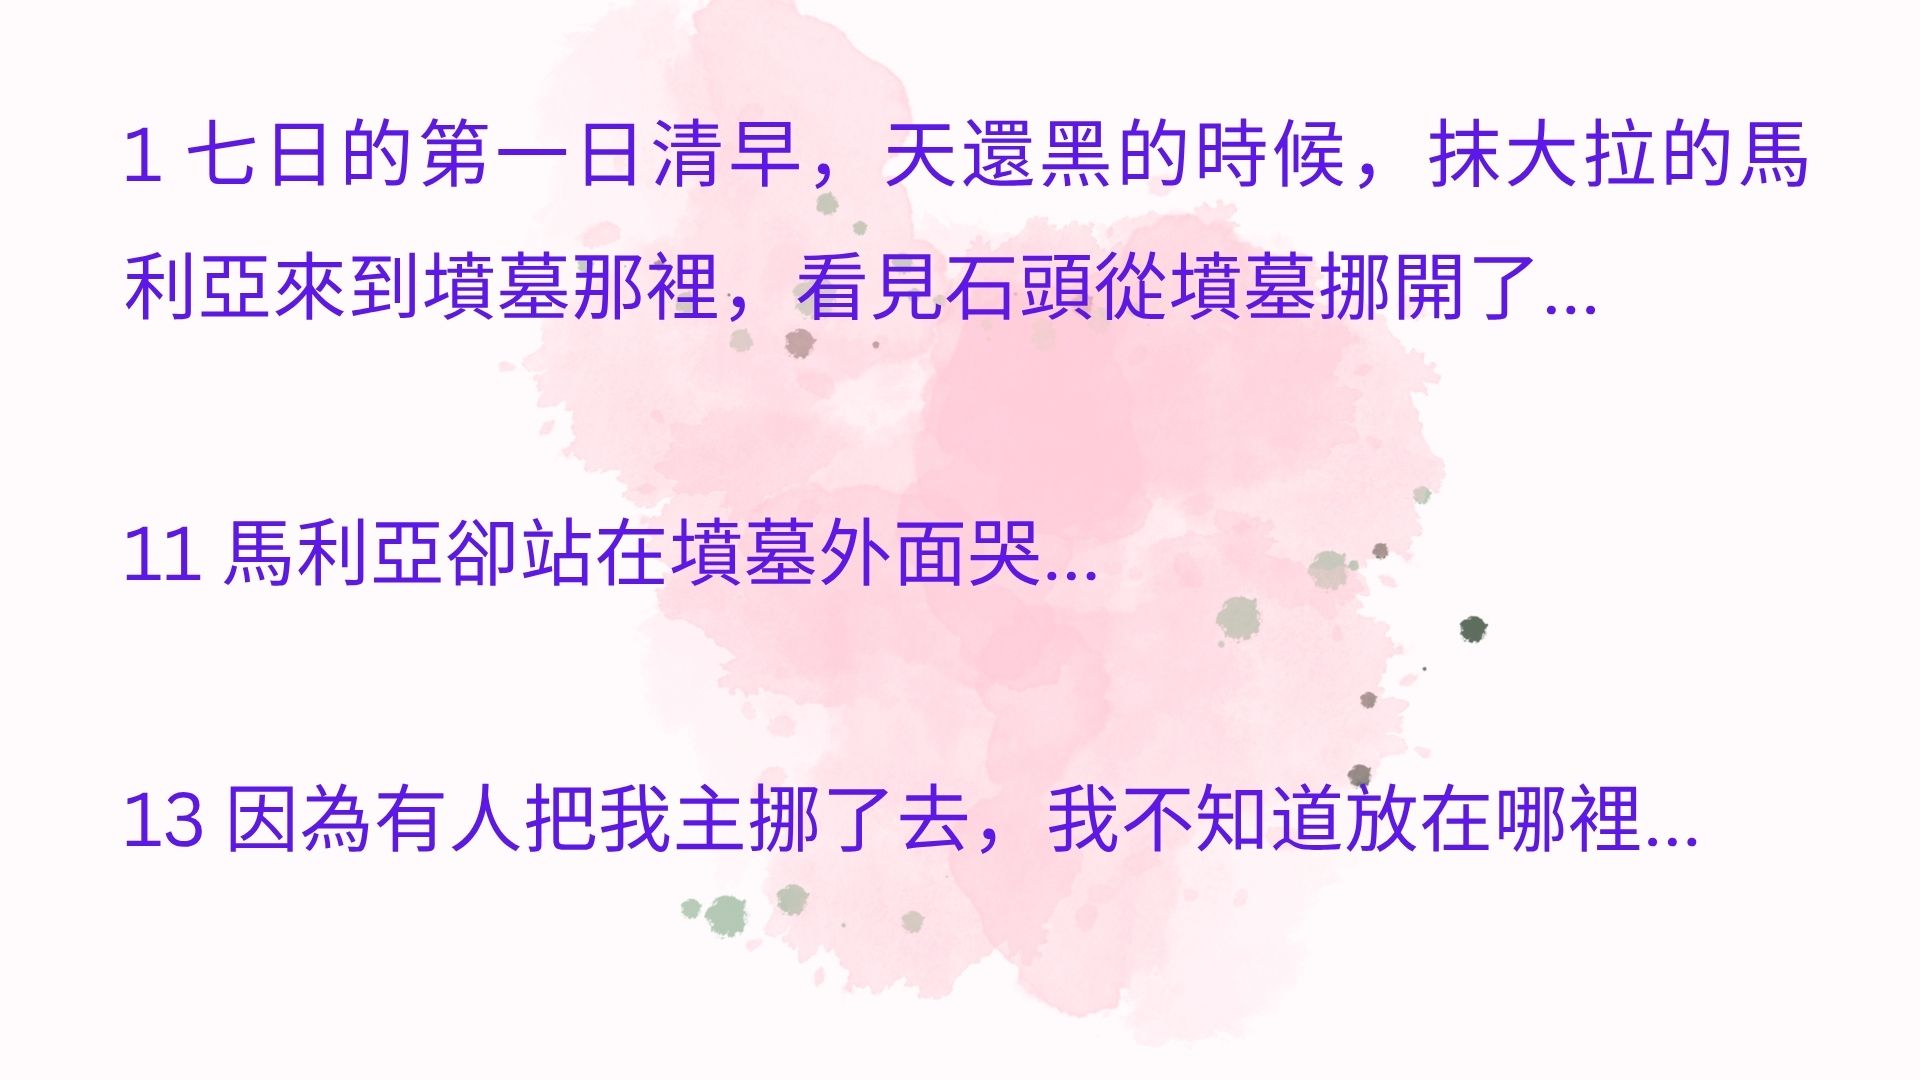 1 七日的第一日清早，天還黑的時候，抹大拉的馬
利亞來到墳墓那裡，看見石頭從墳墓挪開了...
11 馬利亞卻站在墳墓外面哭...
13 因為有人把我主挪了去，我不知道放在哪裡...